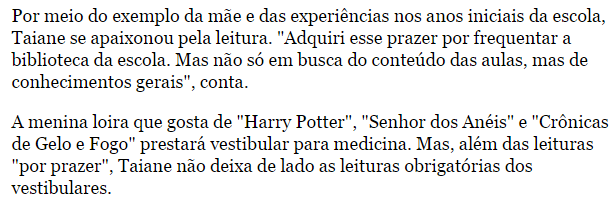 Por meio do exemplo da mãe e das experiências nos anos iniciais da escola,
Taiane se apaixonou pela leitura. "Adquiri esse prazer por frequentar a
biblioteca da escola. Mas não só em busca do conteúdo das aulas, mas de
conhecimentos gerais", conta.
A menina loira que gosta de "Harry Potter", "Senhor dos Anéis" e "Crônicas
de Gelo e Fogo" prestará vestibular para medicina. Mas, além das leituras
"por prazer", Taiane não deixa de lado as leituras obrigatórias dos
vestibulares.